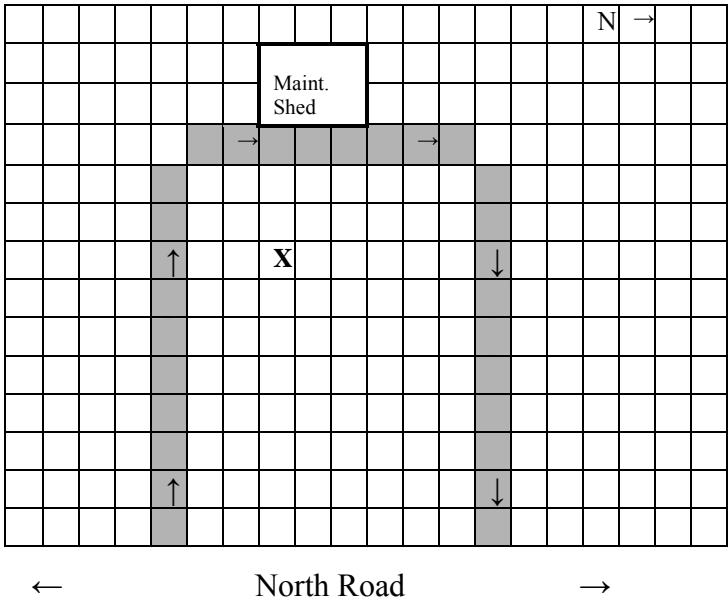 N →
Maint.
Shed
→ →
↑ X ↓
↑ ↓
← North Road →